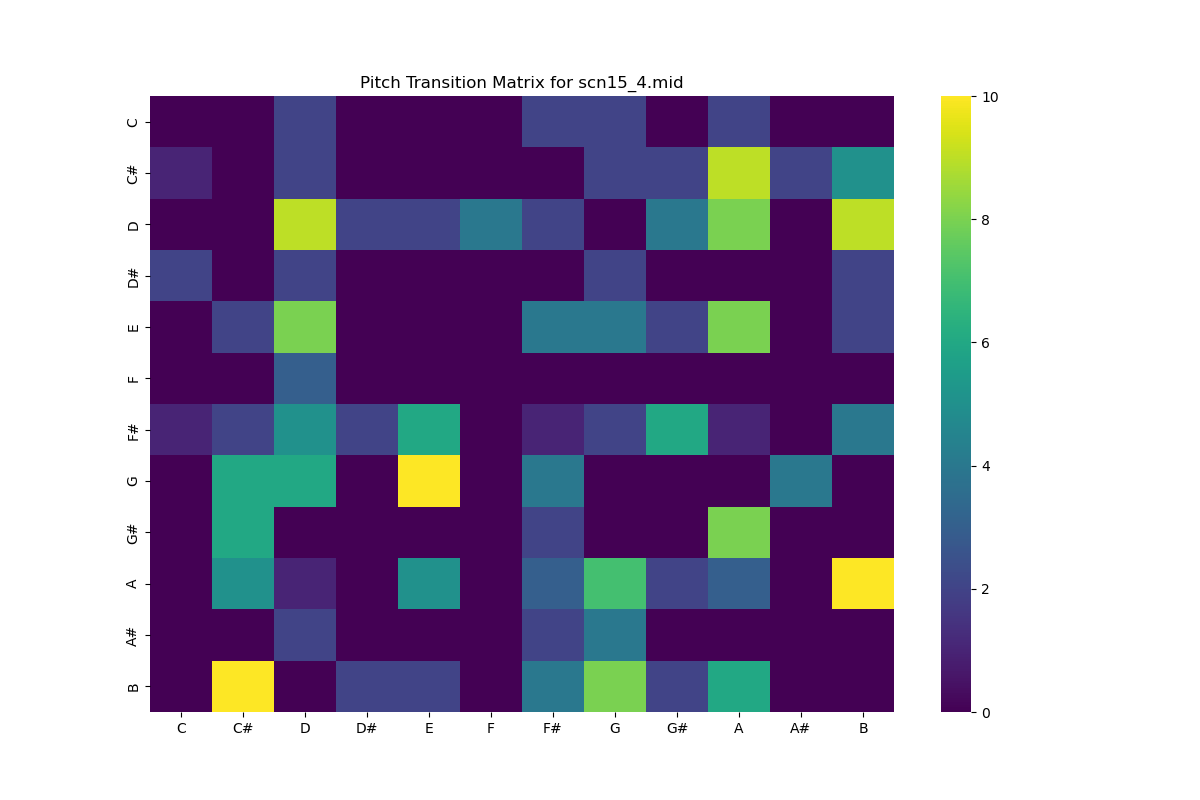 Pitch Transition Matrix for scn15_4.mid
C
C#
D
D#
E
F
F#
G
G#
A
A#
B
C C# D D# E F F# G G# A A# B
10
8
6
4
2
0